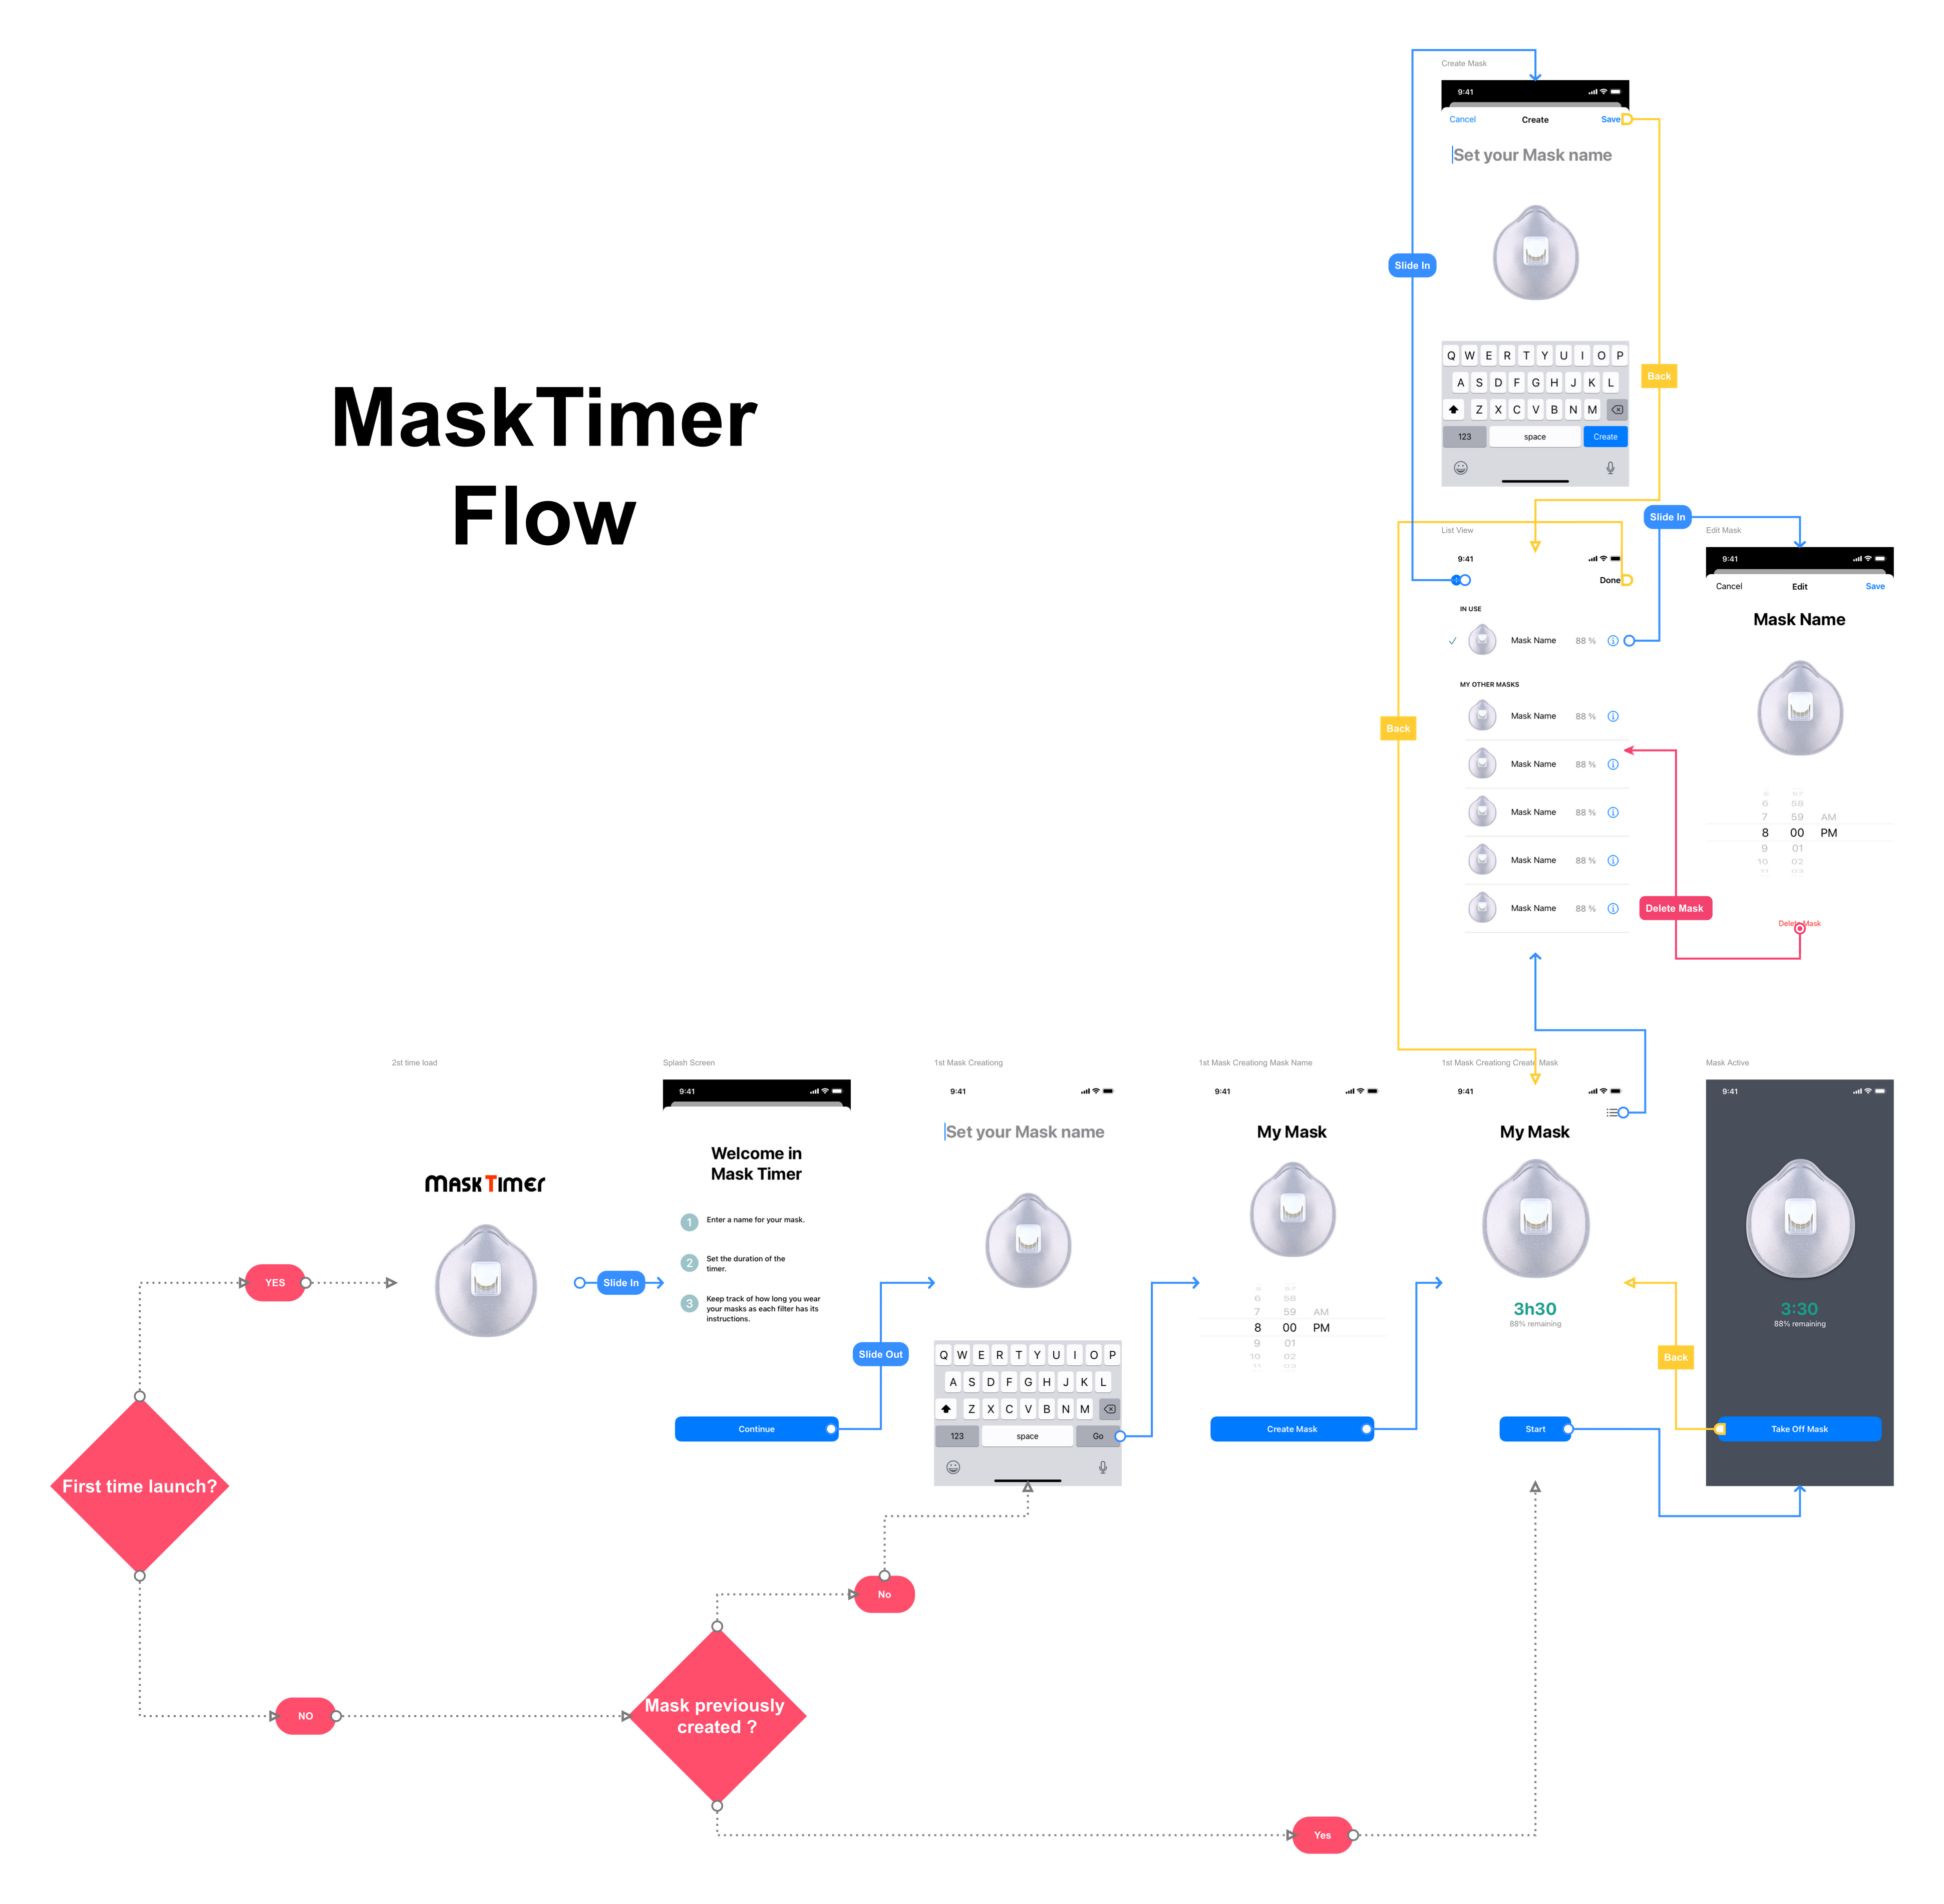 MaskTimer
Flow
Create Mask
9:41
Cancel Create Save
Set your Mask name
Slide In
Q W E R T Y U I O P
A S D F G H J K L
Back
Z X C V B N M
123 space Create
Slide In
List View
Edit Mask
9:41
Done
9:41
Cancel Edit Save
IN USE
Mask Name 88 %
Mask Name
MY OTHER MASKS
Mask Name 88 %
Back
Mask Name 88 %
Mask Name 88 %
Mask Name 88 %
Mask Name 88 %
6 58
7 59 AM
8 00 PM
9 01
10 02
11 03
Delete Mask
Delete Mask
2st time load
MASKTIMER
Splash Screen
9:41
Welcome in
Mask Timer
1 Enter a name for your mask.
2 Set the duration of the
timer.
3 Keep track of how long you wear
your masks as each filter has its
instructions.
Continue
1st Mask Creationg
9:41
Set your Mask name
Q W E R T Y U I O P
A S D F G H J K L
Z X C V B N M
123 space Go
1st Mask Creationg Mask Name
9:41
My Mask
6 58
7 59 AM
8 00 PM
9 01
10 02
11 03
Create Mask
1st Mask Creationg Create Mask
9:41
My Mask
3h30
88% remaining
Start
Mask Active
9:41
3:30
88% remaining
Take Off Mask
YES
Slide In
Slide Out
Back
First time launch?
No
NO
Mask previously
created ?
Yes